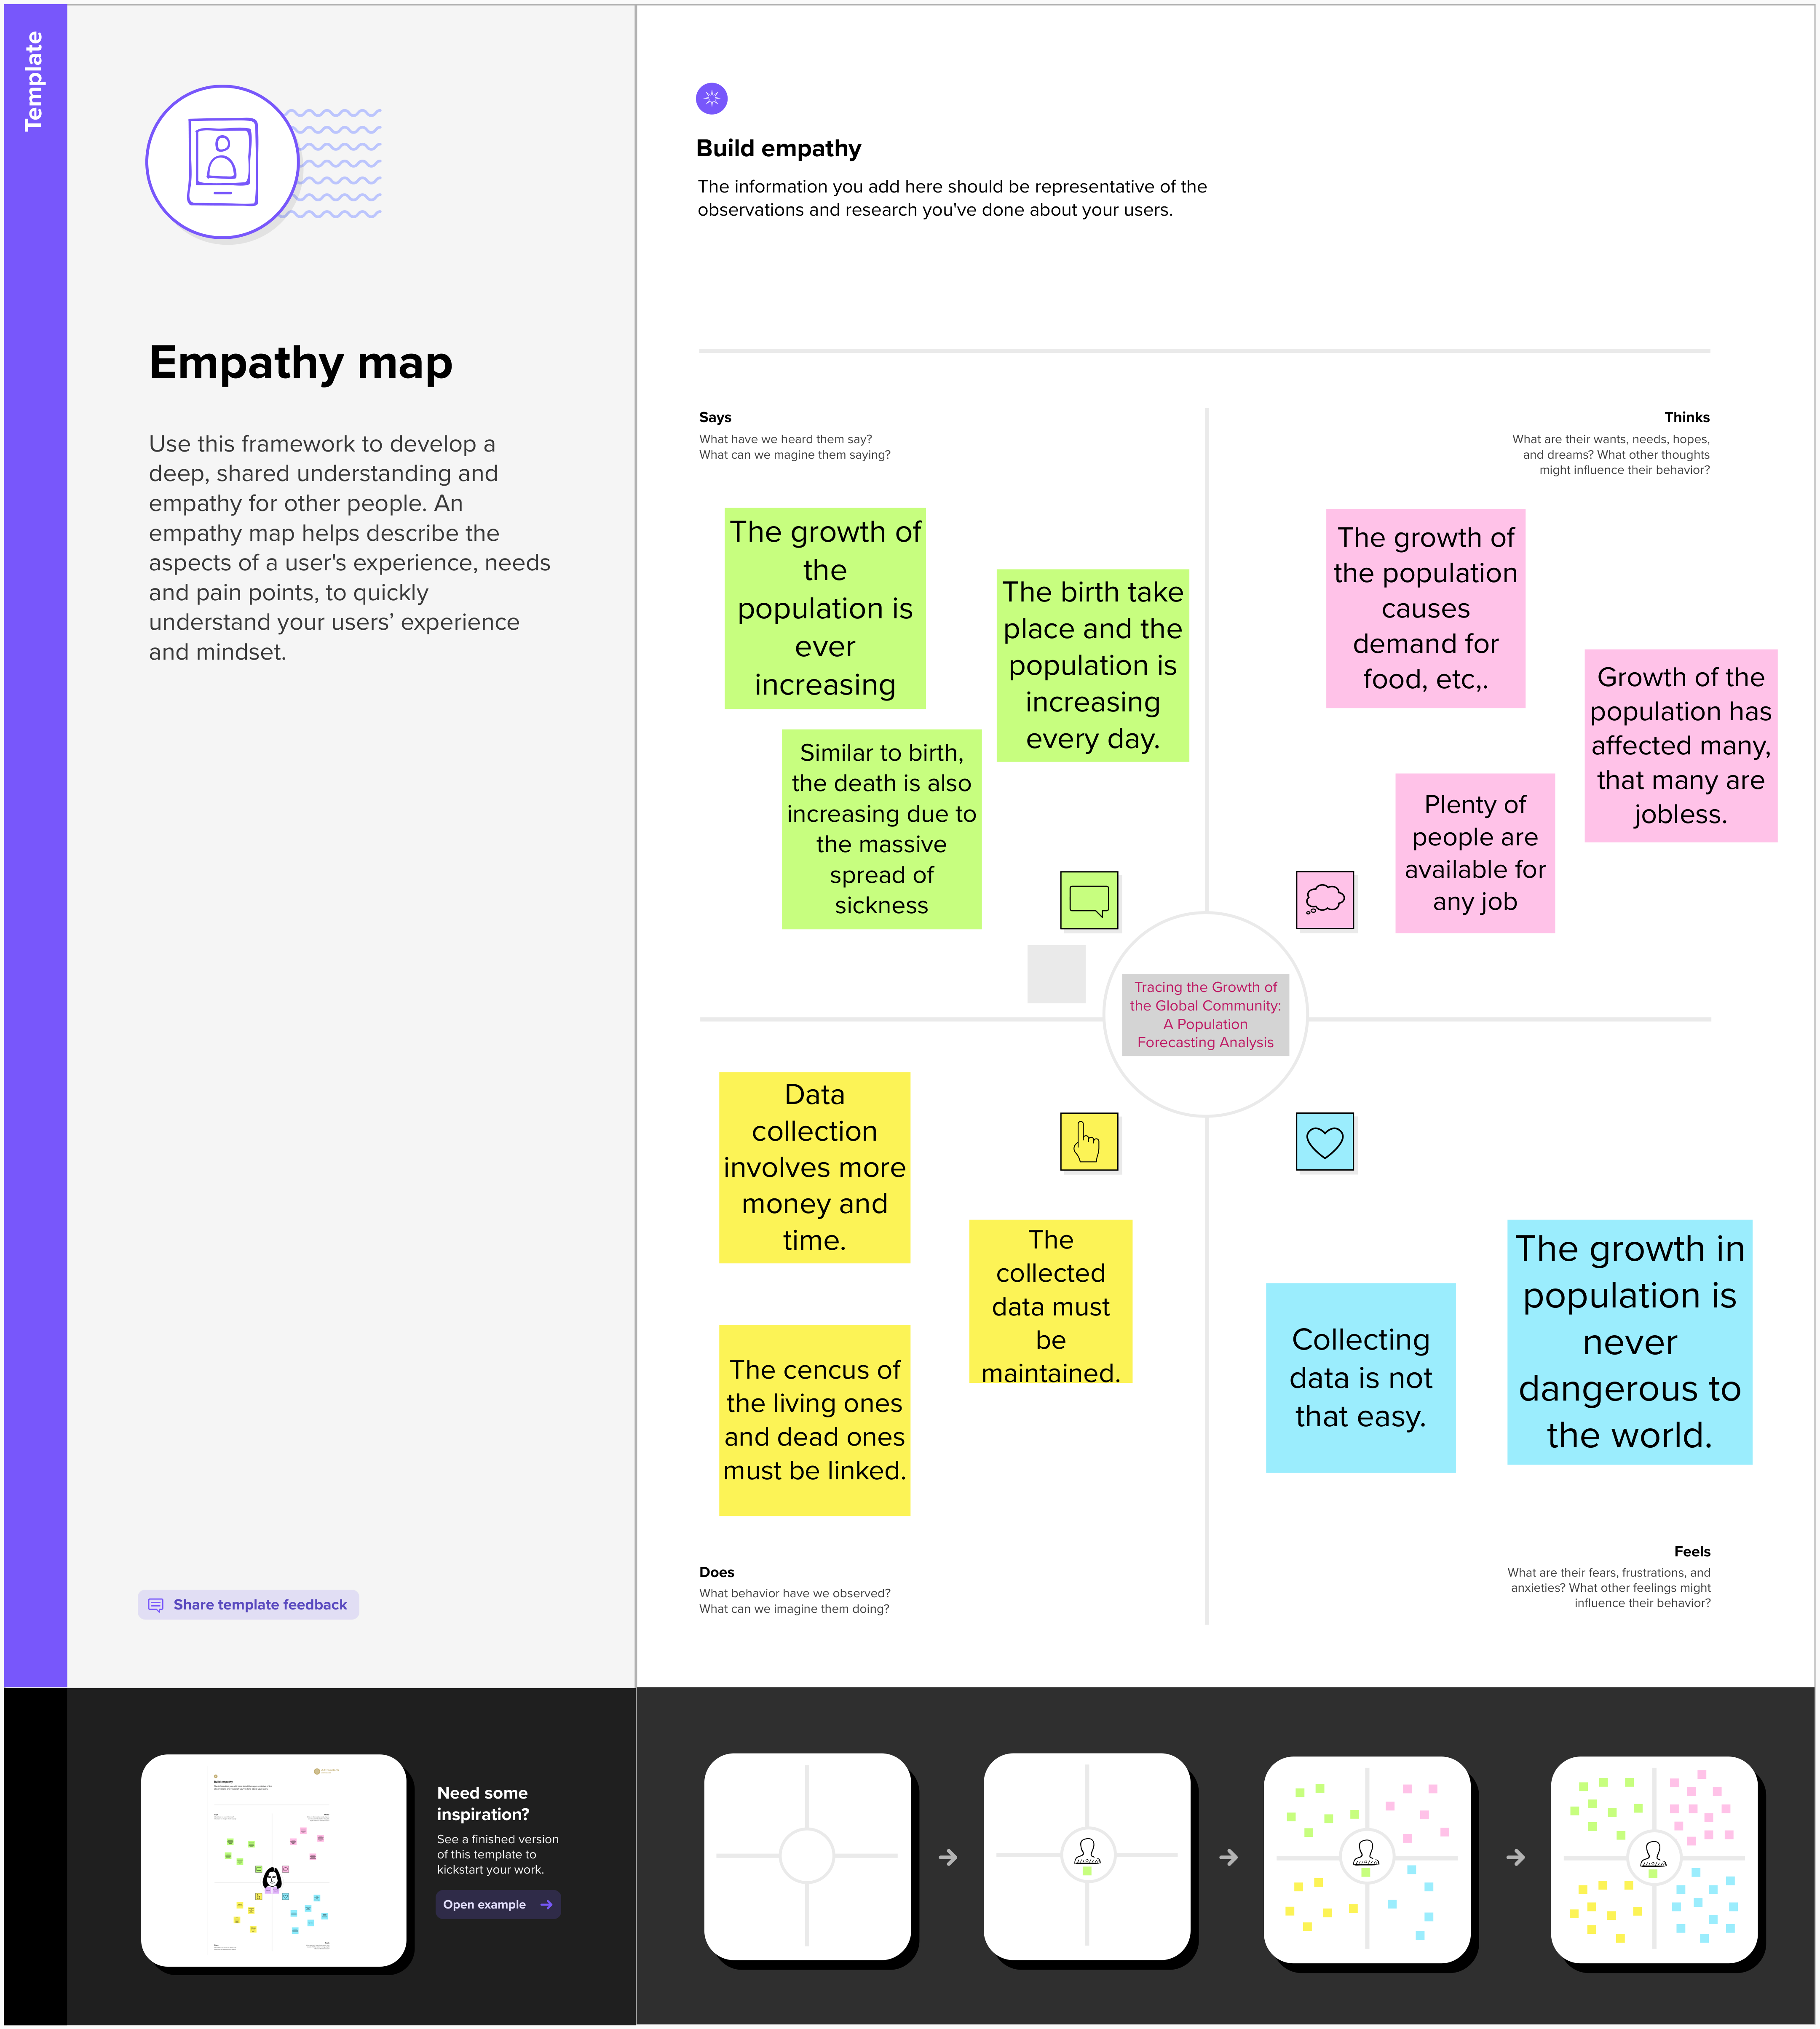 Template
Empathy map
Use this framework to develop a
deep, shared understanding and
empathy for other people. An
empathy map helps describe the
aspects of a user's experience, needs
and pain points, to quickly
understand your users’ experience
and mindset.
Share template feedback
Build empathy
The information you add here should be representative of the
observations and research you've done about your users.
Says
What have we heard them say?
What can we magine them saying?
Thinks
What are their wants, needs, hopes,
and dreams? What other thoughts
might influence their behavior?
The growth of
the
population is
ever
increasing
The birth take
place and the
population is
increasing
every day.
Similar to birth,
the death is also
increasing due to
the massive
spread of
sickness
The growth of
the population
causes
demand for
food, etc,.
Growth of the
population has
affected many,
that many are
jobless.
Plenty of
people are
available for
any job
Tracing the Growth of
the Global Community:
A Population
Forecasting Analysis
Data
collection
involves more
money and
time.
The
collected
data must
be
maintained.
The cencus of
the living ones
and dead ones
must be linked.
Collecting
data is not
that easy.
The growth in
population is
never
dangerous to
the world.
Does
What behavior have we observed?
What can we imagine them doing?
Feels
What are their fears, frustrations, and
anxieties? What other feelings might
influence their behavior?
Build empathy
Need some
inspiration?
See a finished version
of this template to
kickstart your work.
Open example